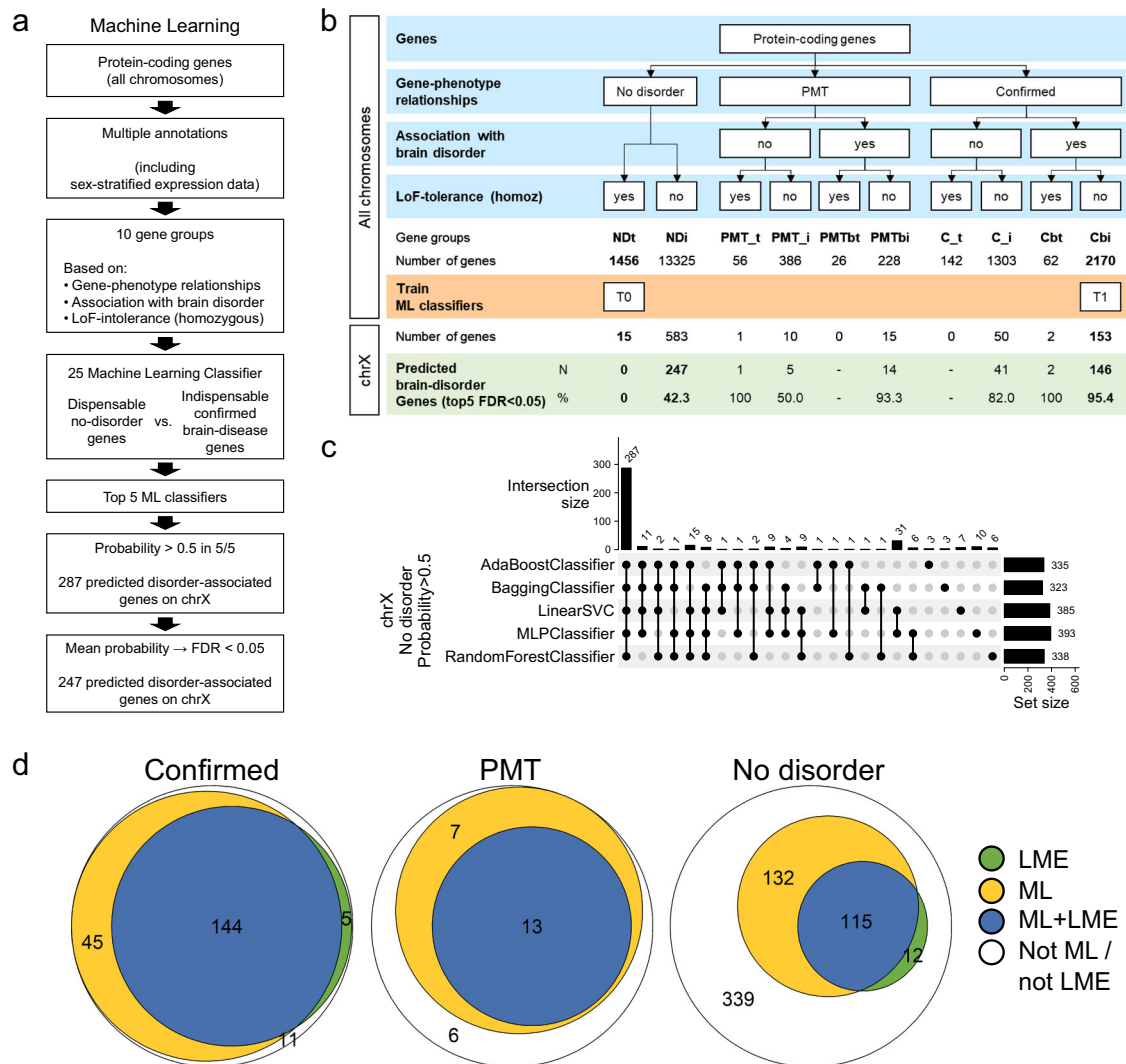 a
Machine Learning
Protein-coding genes
(all chromosomes)
Multiple annotations
(including
sex-stratified expression data)
10 gene groups
Based on:
• Gene-phenotype relationships
• Association with brain disorder
• LoF-intolerance (homozygous)
25 Machine Learning Classifier
Dispensable
no-disorder
genes
vs.
Indispensable
confirmed
brain-disease
genes
Top 5 ML classifiers
Probability > 0.5 in 5/5
287 predicted disorder-associated
genes on chrX
Mean probability → FDR < 0.05
247 predicted disorder-associated
genes on chrX
b
All chromosomes
Genes
Protein-coding genes
Gene-phenotype
relationships
No disorder PMT Confirmed
Association with
brain disorder
no yes no yes
LoF-tolerance (homoz)
yes no yes no yes no yes no yes no
Gene groups NDt NDi PMT_t PMT_i PMTbt PMTbi C_t C_i Cbt Cbi
Number of genes 1456 13325 56 386 26 228 142 1303 62 2170
Train
ML classifiers
T0 T1
chrX
Number of genes 15 583 1 10 0 15 0 50 2 153
Predicted
brain-disorder
Genes (top5 FDR<0.05)
N 0 247 1 5 - 14 - 41 2 146
% 0 42.3 100 50.0 - 93.3 - 82.0 100 95.4
c
Intersection
size
300
200
100
0
287 11 2 1 15 8 1 1 2 9 4 9 1 1 1 1 1 31 6 3 3 7 10 6
chrX
No disorder
Probability>0.5
AdaBoostClassifier 335
BaggingClassifier 323
LinearSVC 385
MLPClassifier 393
RandomForestClassifier 338
0 200 400 600
Set size
d
Confirmed
45 144 5
11
PMT
7
13
6
No disorder
132
115
12
339
LME
ML
ML+LME
Not ML /
not LME